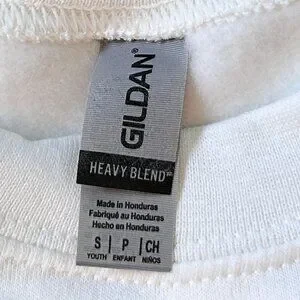 GILDAN®
HEAVY BLEND™
Made in Honduras
Fabriqué au Honduras
Hecho en Honduras
S | P | CH
YOUTH ENFANT NIÑOS